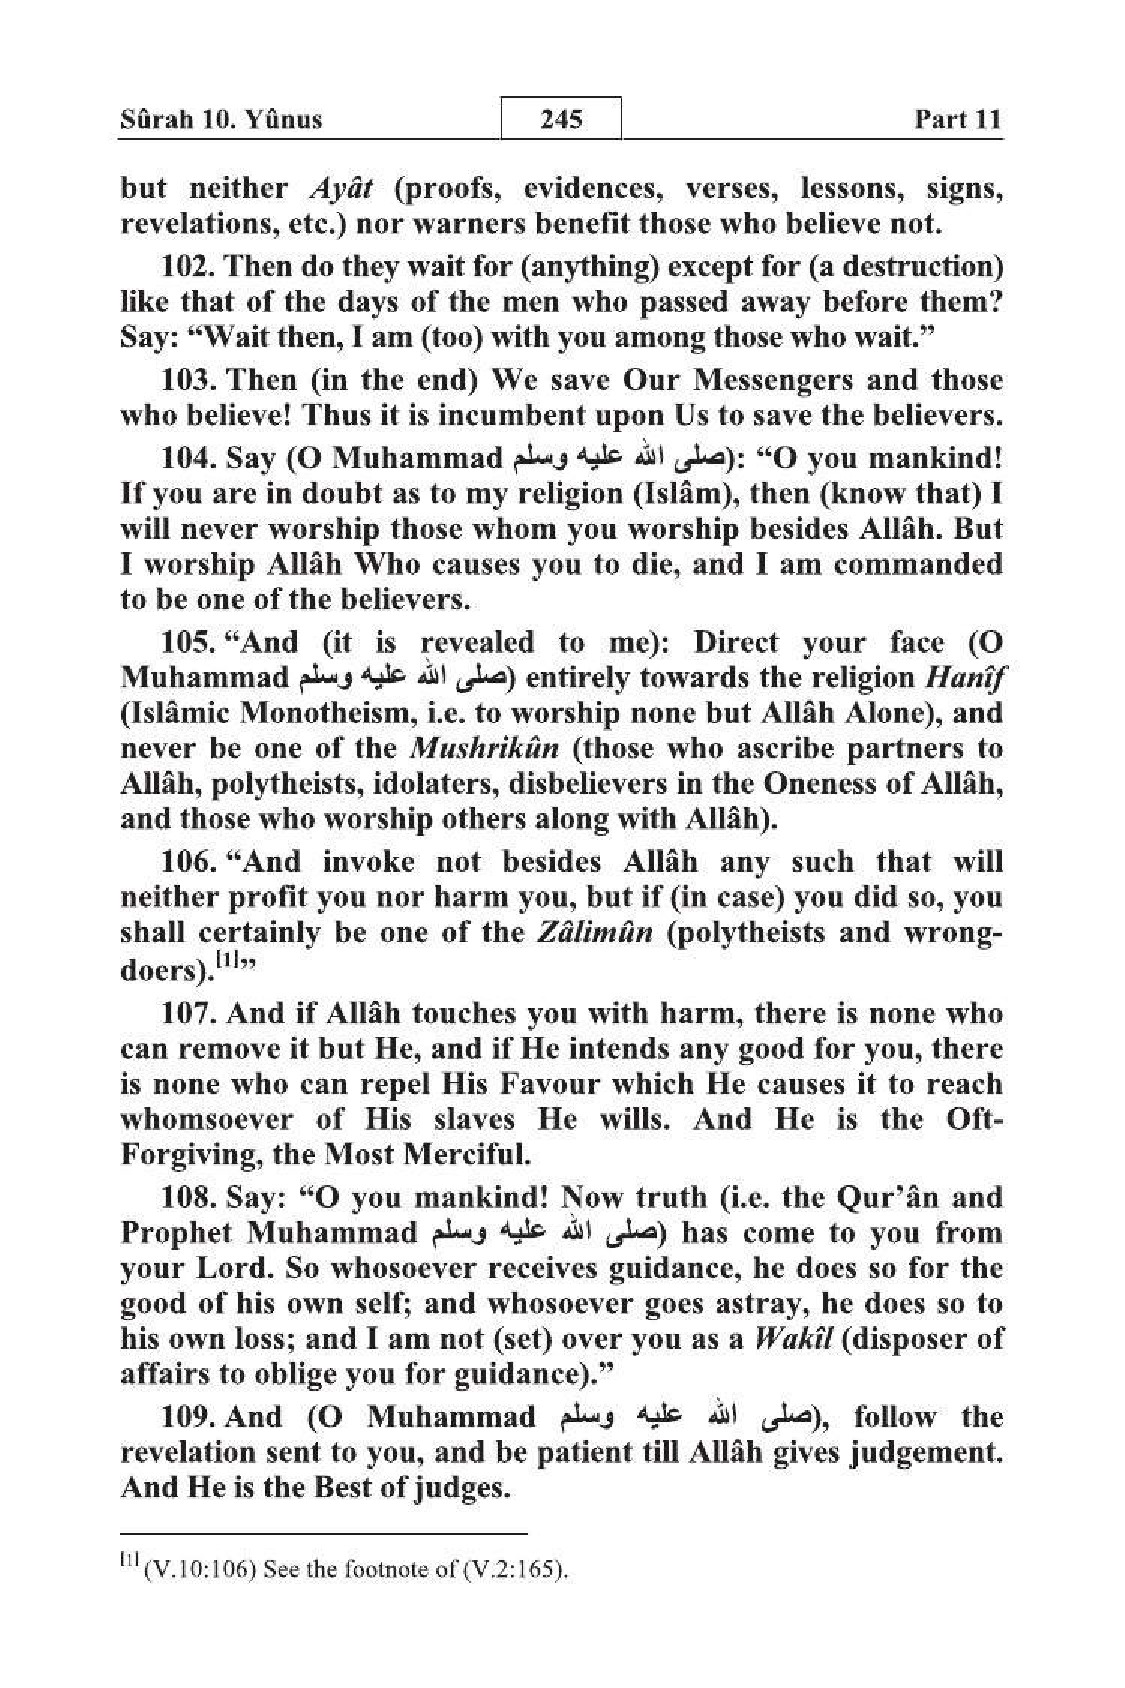 Sûrah 10. Yûnus 245 Part 11
but neither Ayât (proofs, evidences, verses, lessons, signs,
revelations, etc.) nor warners benefit those who believe not.
102. Then do they wait for (anything) except for (a destruction)
like that of the days of the men who passed away before them?
Say: “Wait then, I am (too) with you among those who wait.”
103. Then (in the end) We save Our Messengers and those
who believe! Thus it is incumbent upon Us to save the believers.
104. Say (O Muhammad صلى الله عليه وسلم): “O you mankind!
If you are in doubt as to my religion (Islâm), then (know that) I
will never worship those whom you worship besides Allâh. But
I worship Allâh Who causes you to die, and I am commanded
to be one of the believers.
105. “And (it is revealed to me): Direct your face (O
Muhammad صلى الله عليه وسلم) entirely towards the religion Hanîf
(Islâmic Monotheism, i.e. to worship none but Allâh Alone), and
never be one of the Mushrikûn (those who ascribe partners to
Allâh, polytheists, idolaters, disbelievers in the Oneness of Allâh,
and those who worship others along with Allâh).
106. “And invoke not besides Allâh any such that will
neither profit you nor harm you, but if (in case) you did so, you
shall certainly be one of the Zâlimûn (polytheists and wrong-
doers).[1]”
107. And if Allâh touches you with harm, there is none who
can remove it but He, and if He intends any good for you, there
is none who can repel His Favour which He causes it to reach
whomsoever of His slaves He wills. And He is the Oft-
Forgiving, the Most Merciful.
108. Say: “O you mankind! Now truth (i.e. the Qur’ân and
Prophet Muhammad صلى الله عليه وسلم) has come to you from
your Lord. So whosoever receives guidance, he does so for the
good of his own self; and whosoever goes astray, he does so to
his own loss; and I am not (set) over you as a Wakîl (disposer of
affairs to oblige you for guidance).”
109. And (O Muhammad صلى الله عليه وسلم), follow the
revelation sent to you, and be patient till Allâh gives judgement.
And He is the Best of judges.
[1] (V.10:106) See the footnote of (V.2:165).